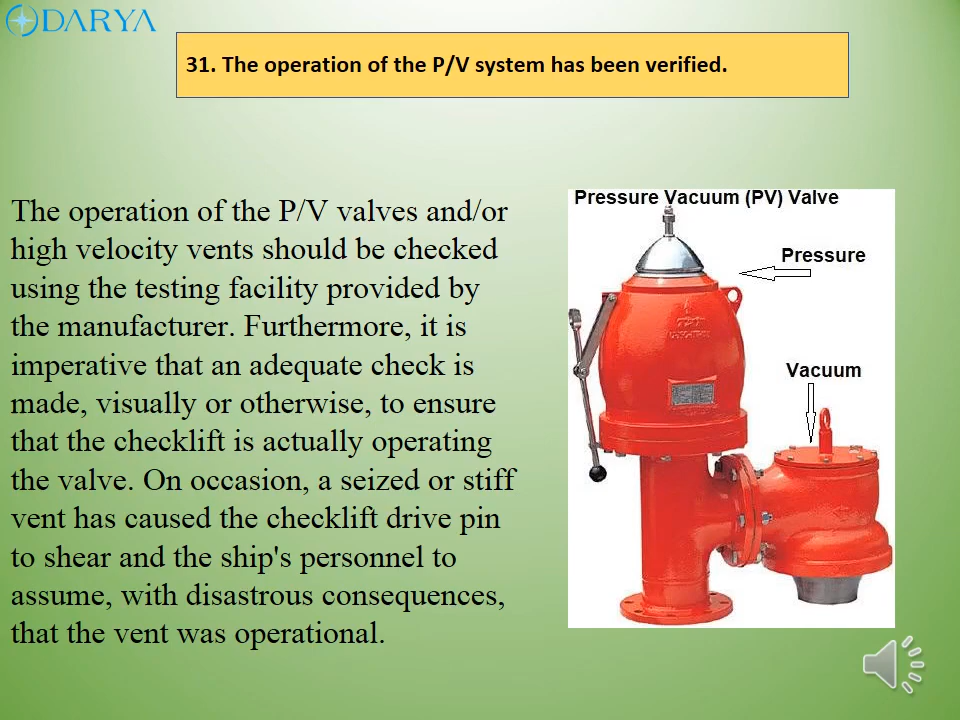 DARYA
31. The operation of the P/V system has been verified.
The operation of the P/V valves and/or
high velocity vents should be checked
using the testing facility provided by
the manufacturer. Furthermore, it is
imperative that an adequate check is
made, visually or otherwise, to ensure
that the checklift is actually operating
the valve. On occasion, a seized or stiff
vent has caused the checklift drive pin
to shear and the ship's personnel to
assume, with disastrous consequences,
that the vent was operational.
Pressure Vacuum (PV) Valve
Pressure
Vacuum